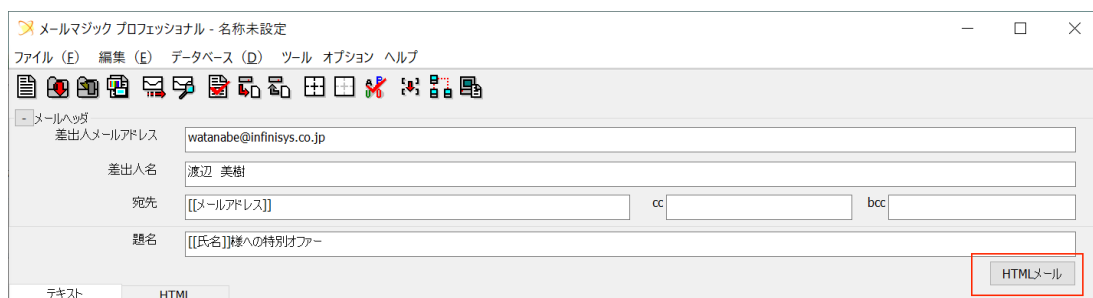 メールマジック プロフェッショナル - 名称未設定
ファイル (F) 編集 (E) データベース (D) ツール オプション ヘルプ
- メールヘッダ
差出人メールアドレス watanabe@infinisys.co.jp
差出人名 渡辺 美樹
宛先 [[メールアドレス]] cc bcc
題名 [[氏名]]様への特別オファー
HTMLメール
テキスト HTML